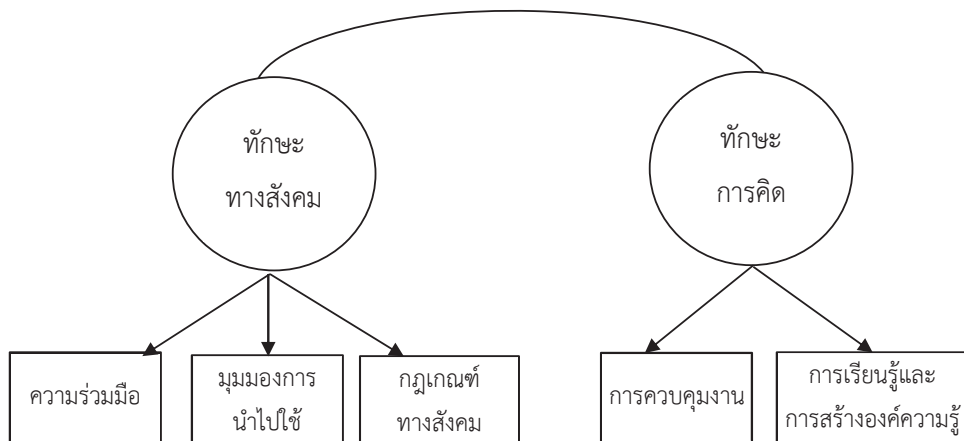 ทักษะ
ทางสังคม
ทักษะ
การคิด
ความร่วมมือ
มุมมองการ
นำไปใช้
กฎเกณฑ์
ทางสังคม
การควบคุมงาน
การเรียนรู้และ
การสร้างองค์ความรู้